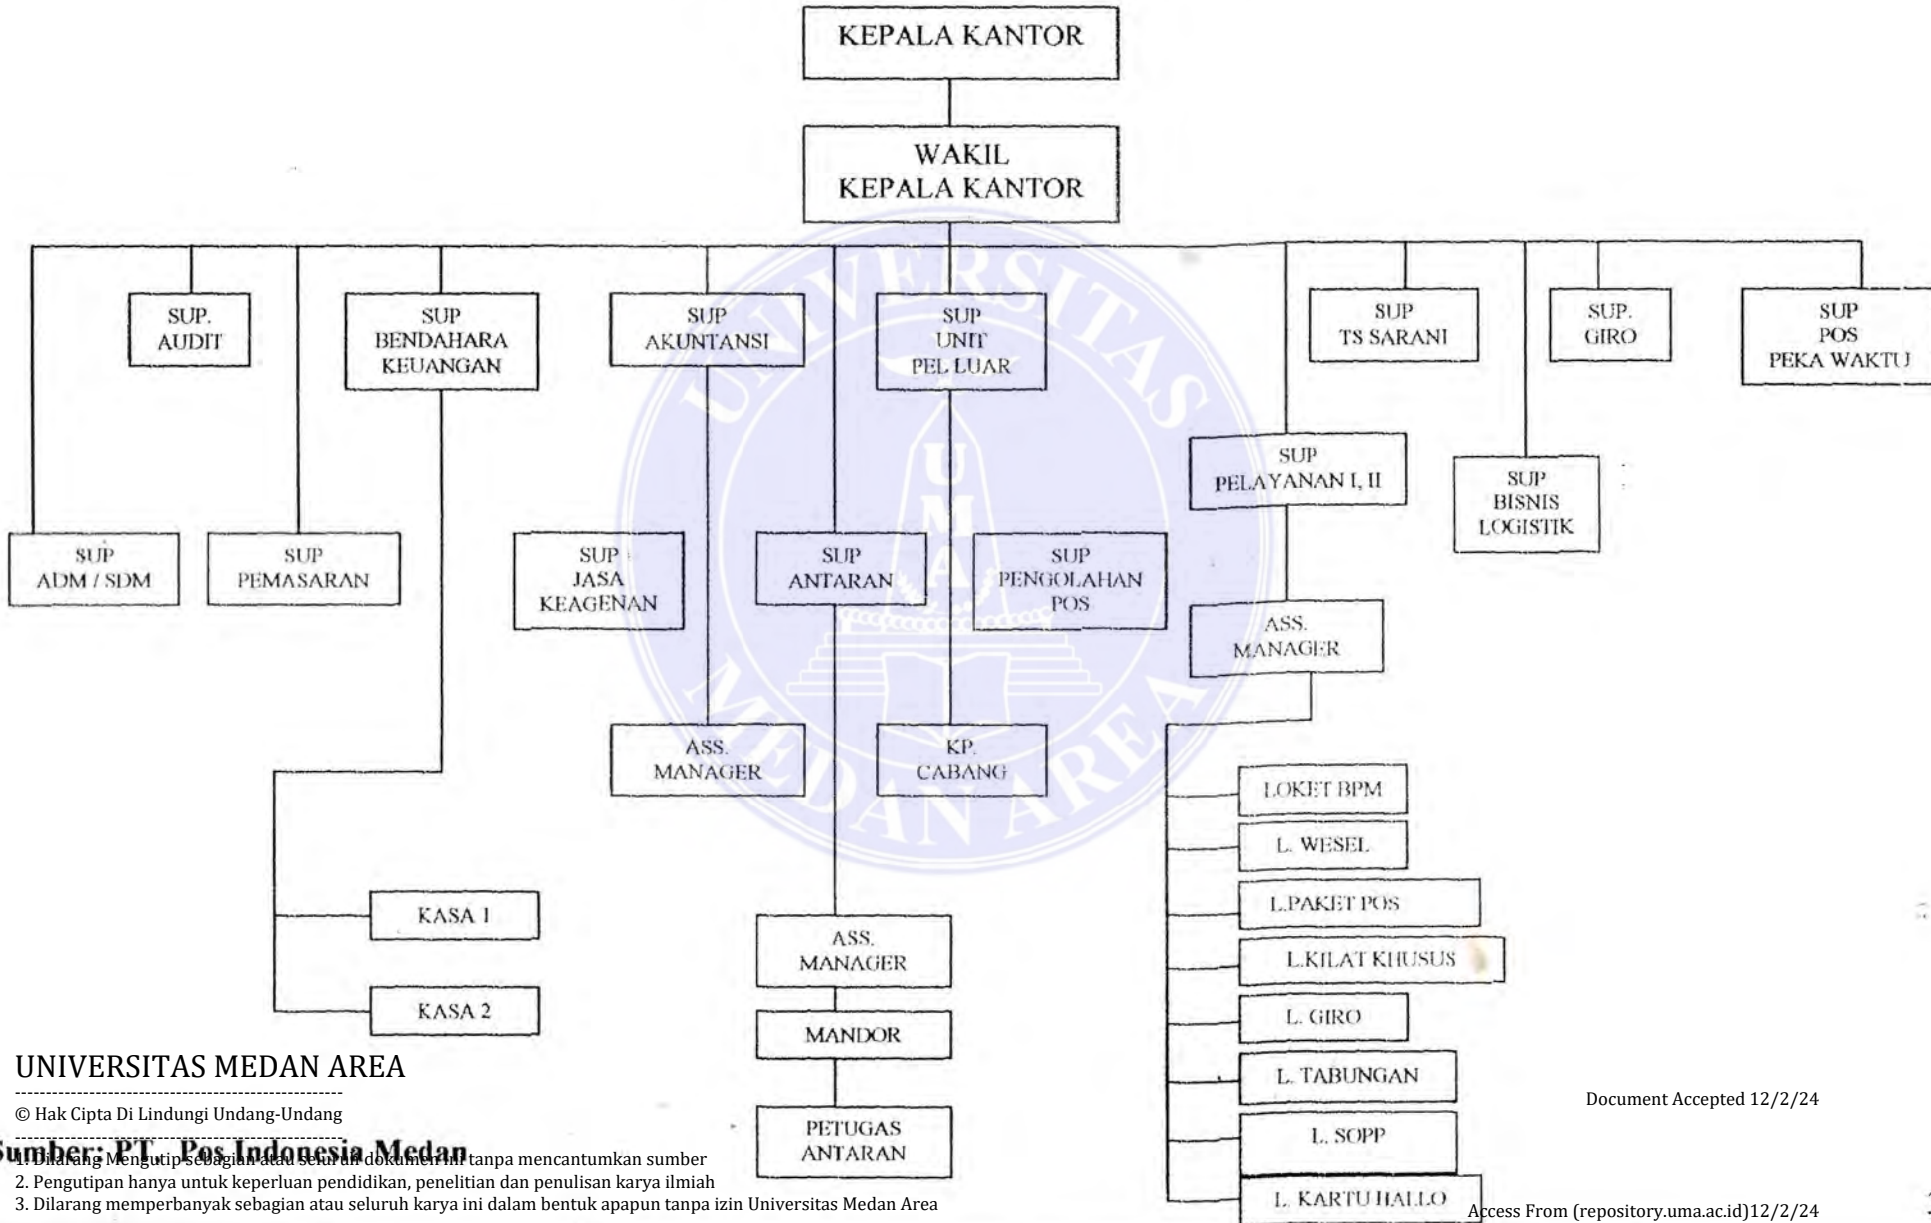 KEPALA KANTOR
WAKIL
KEPALA KANTOR
SUP.
AUDIT
SUP
BENDAHARA
KEUANGAN
SUP
AKUNTANSI
SUP
UNIT
PEL LUAR
SUP
TS SARANI
SUP.
GIRO
SUP
POS
PEKA WAKTU
SUP
PELAYANAN I, II
SUP
BISNIS
LOGISTIK
SUP
ADM / SDM
SUP
PEMASARAN
SUP
JASA
KEAGENAN
SUP
ANTARAN
SUP
PENGOLAHAN
POS
ASS.
MANAGER
ASS.
MANAGER
KP.
CABANG
LOKET BPM
L. WESEL
L.PAKET POS
L.KILAT KHUSUS
L. GIRO
L. TABUNGAN
L. SOPP
L. KARTU HALLO
KASA 1
KASA 2
ASS.
MANAGER
MANDOR
PETUGAS
ANTARAN
UNIVERSITAS MEDAN AREA
UNIVERSITAS MEDAN AREA
© Hak Cipta Di Lindungi Undang-Undang
Sumber: PT. Pos Indonesia Medan
1. Dilarang Mengutip sebagian atau seluruh dokumen ini tanpa mencantumkan sumber
2. Pengutipan hanya untuk keperluan pendidikan, penelitian dan penulisan karya ilmiah
3. Dilarang memperbanyak sebagian atau seluruh karya ini dalam bentuk apapun tanpa izin Universitas Medan Area
Document Accepted 12/2/24
Access From (repository.uma.ac.id)12/2/24
UMA